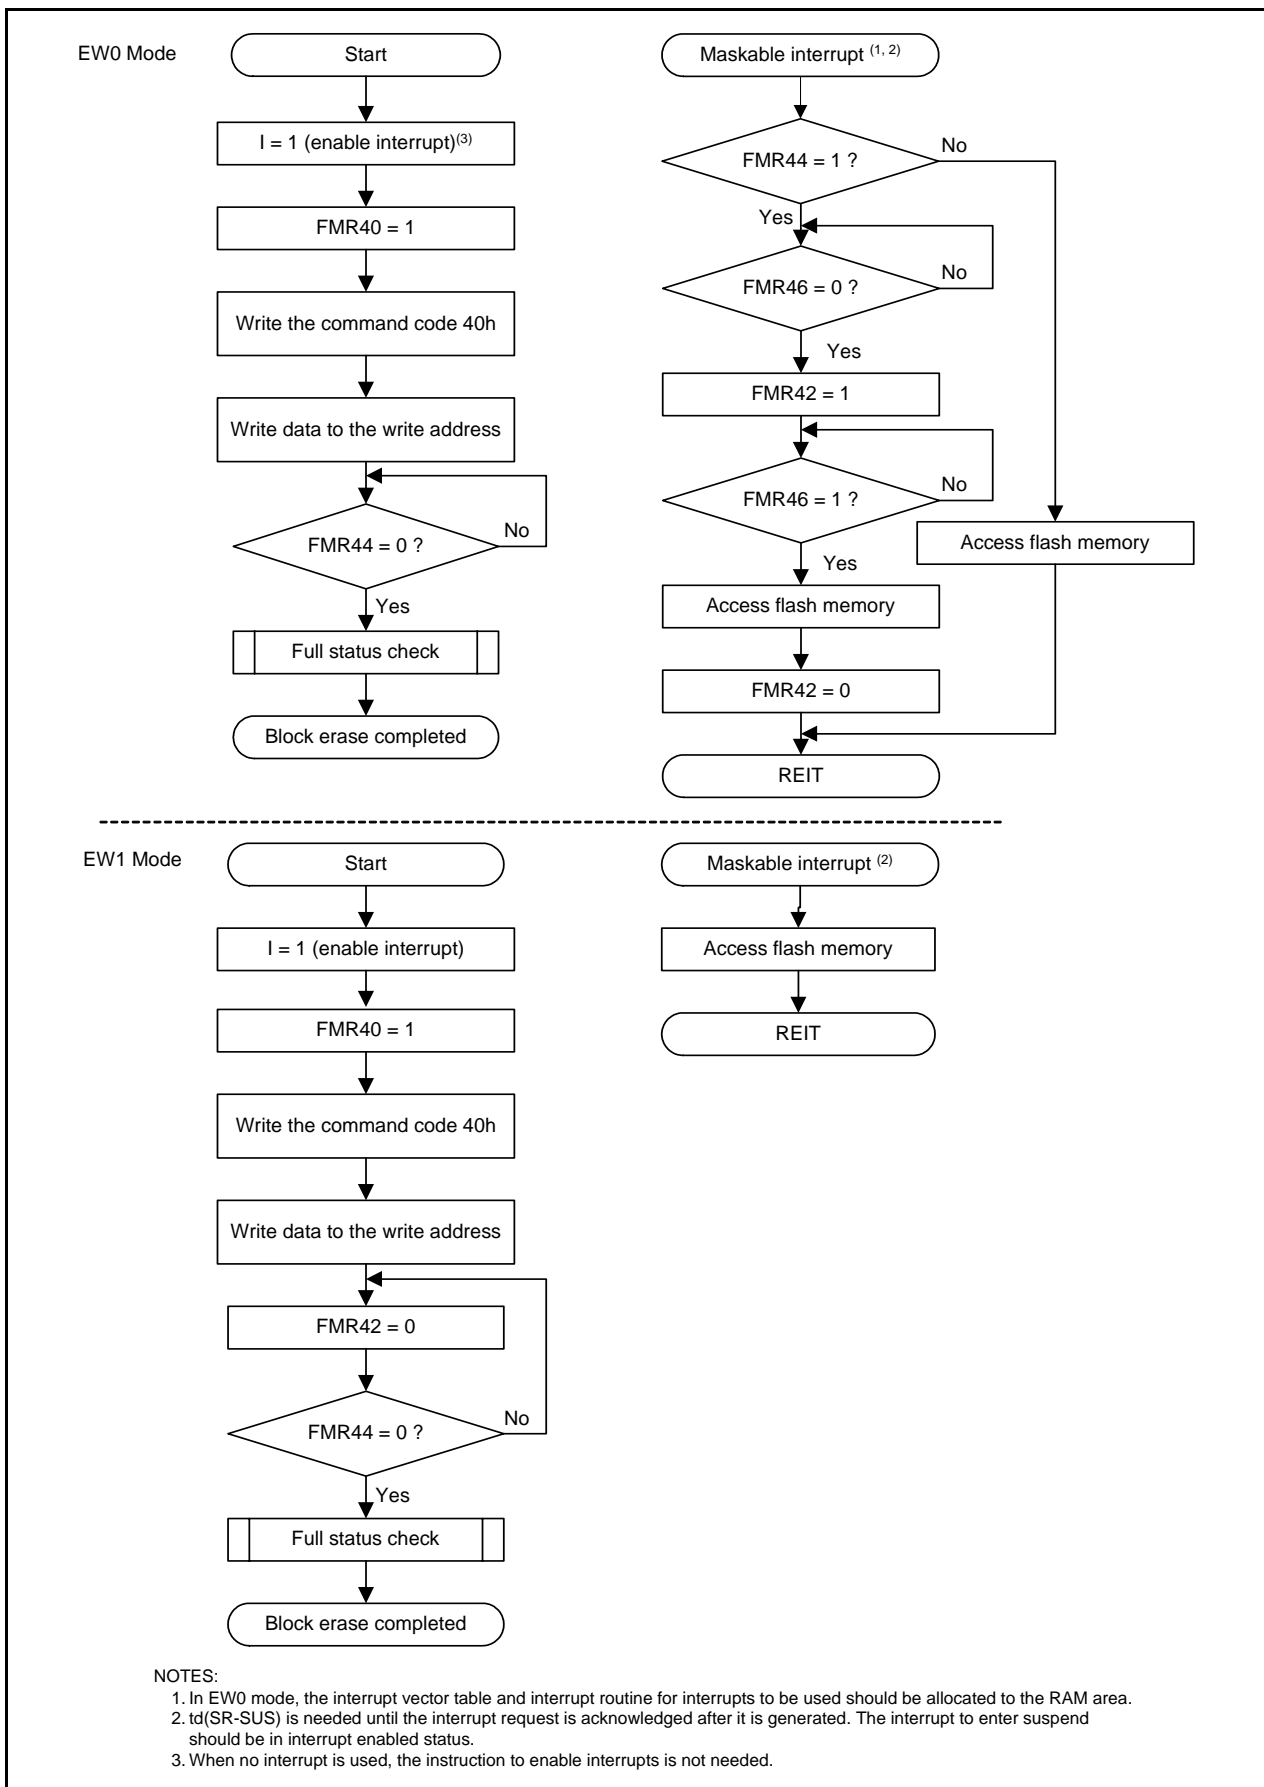 EW0 Mode
Start
I = 1 (enable interrupt)(3)
FMR40 = 1
Write the command code 40h
Write data to the write address
FMR44 = 0 ?
No
Yes
Full status check
Block erase completed
Maskable interrupt (1, 2)
FMR44 = 1 ?
No
Yes
FMR46 = 0 ?
No
Yes
FMR42 = 1
FMR46 = 1 ?
No
Yes
Access flash memory
Access flash memory
FMR42 = 0
REIT
EW1 Mode
Start
I = 1 (enable interrupt)
FMR40 = 1
Write the command code 40h
Write data to the write address
FMR42 = 0
FMR44 = 0 ?
No
Yes
Full status check
Block erase completed
Maskable interrupt (2)
Access flash memory
REIT
NOTES:
1. In EW0 mode, the interrupt vector table and interrupt routine for interrupts to be used should be allocated to the RAM area.
2. td(SR-SUS) is needed until the interrupt request is acknowledged after it is generated. The interrupt to enter suspend
should be in interrupt enabled status.
3. When no interrupt is used, the instruction to enable interrupts is not needed.